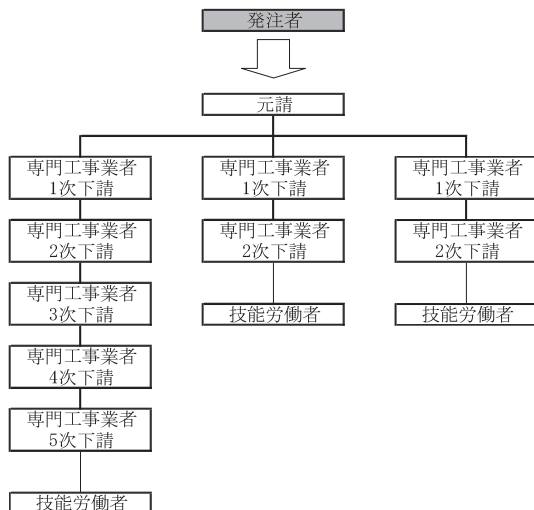 発注者
元請
専門工事業者
1次下請
専門工事業者
1次下請
専門工事業者
1次下請
専門工事業者
2次下請
専門工事業者
2次下請
専門工事業者
2次下請
専門工事業者
3次下請
技能労働者
技能労働者
専門工事業者
4次下請
専門工事業者
5次下請
技能労働者